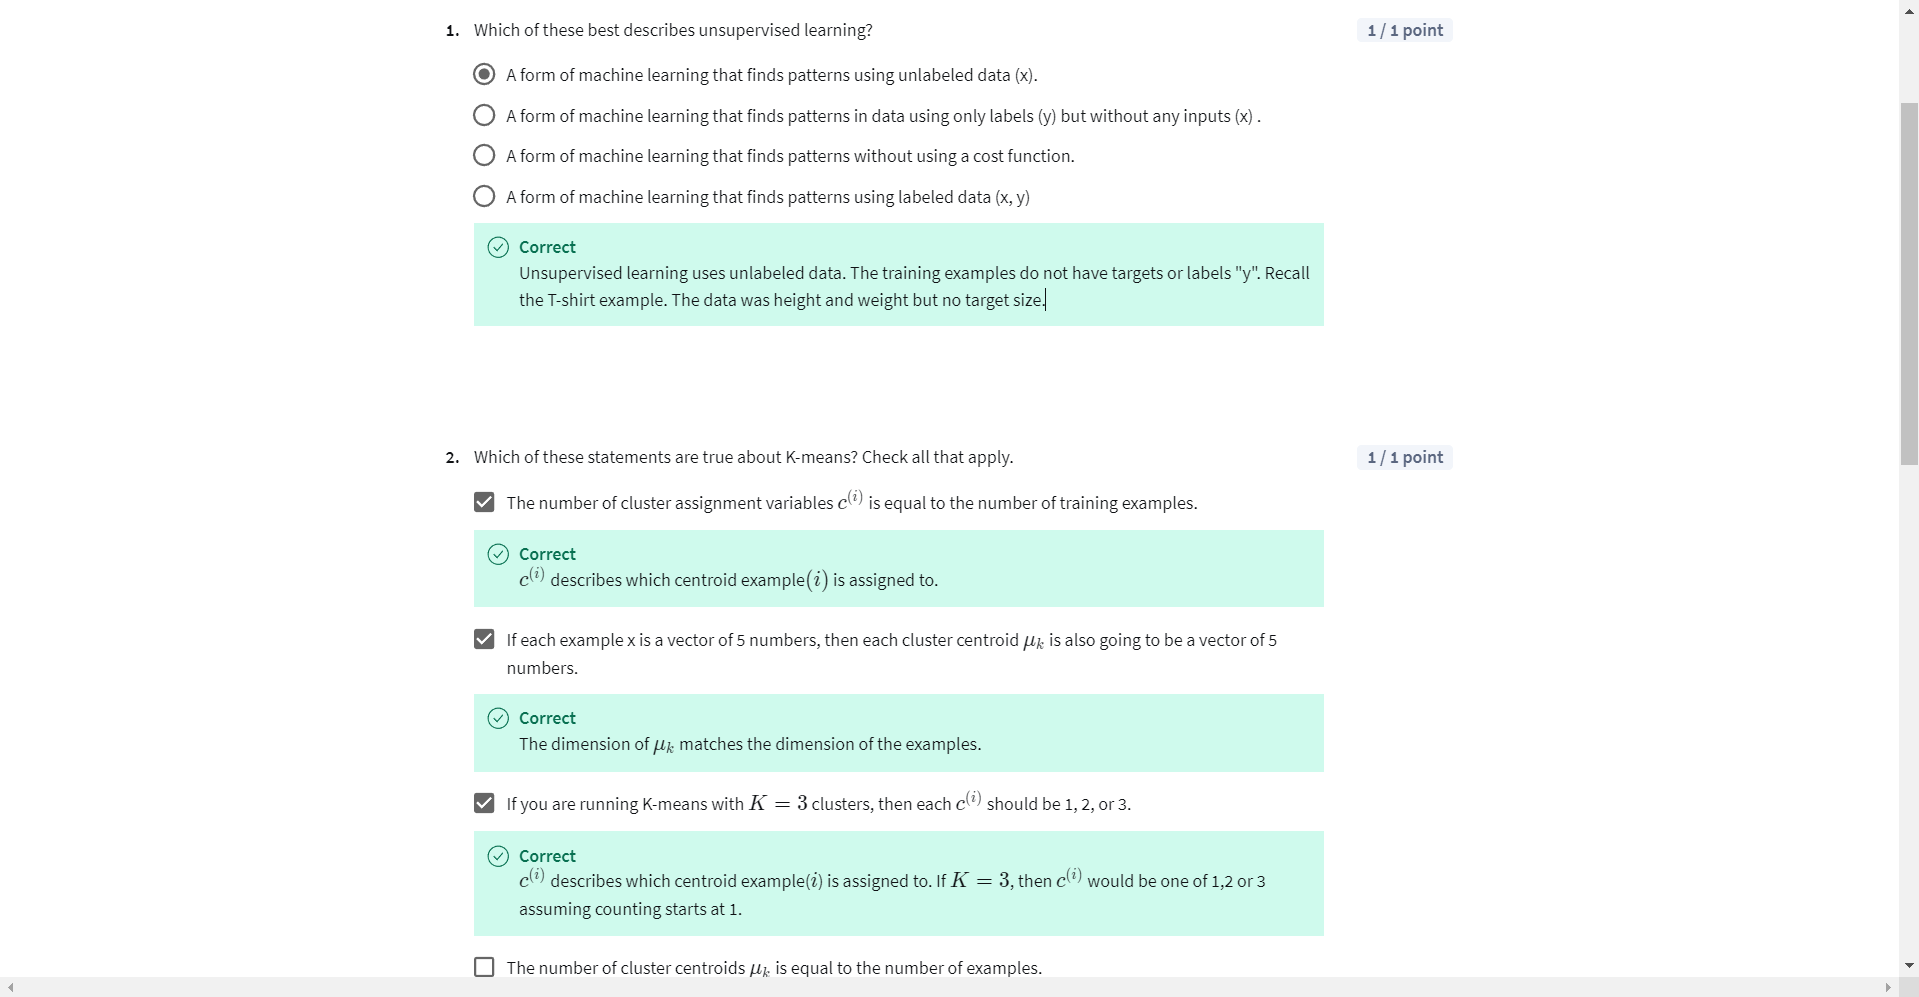 1. Which of these best describes unsupervised learning? 1 / 1 point
A form of machine learning that finds patterns using unlabeled data (x).
A form of machine learning that finds patterns in data using only labels (y) but without any inputs (x) .
A form of machine learning that finds patterns without using a cost function.
A form of machine learning that finds patterns using labeled data (x, y)
Correct
Unsupervised learning uses unlabeled data. The training examples do not have targets or labels "y". Recall
the T-shirt example. The data was height and weight but no target size.
2. Which of these statements are true about K-means? Check all that apply. 1 / 1 point
The number of cluster assignment variables c^(i) is equal to the number of training examples.
Correct
c^(i) describes which centroid example(i) is assigned to.
If each example x is a vector of 5 numbers, then each cluster centroid μ_k is also going to be a vector of 5
numbers.
Correct
The dimension of μ_k matches the dimension of the examples.
If you are running K-means with K = 3 clusters, then each c^(i) should be 1, 2, or 3.
Correct
c^(i) describes which centroid example(i) is assigned to. If K = 3, then c^(i) would be one of 1,2 or 3
assuming counting starts at 1.
The number of cluster centroids μ_k is equal to the number of examples.